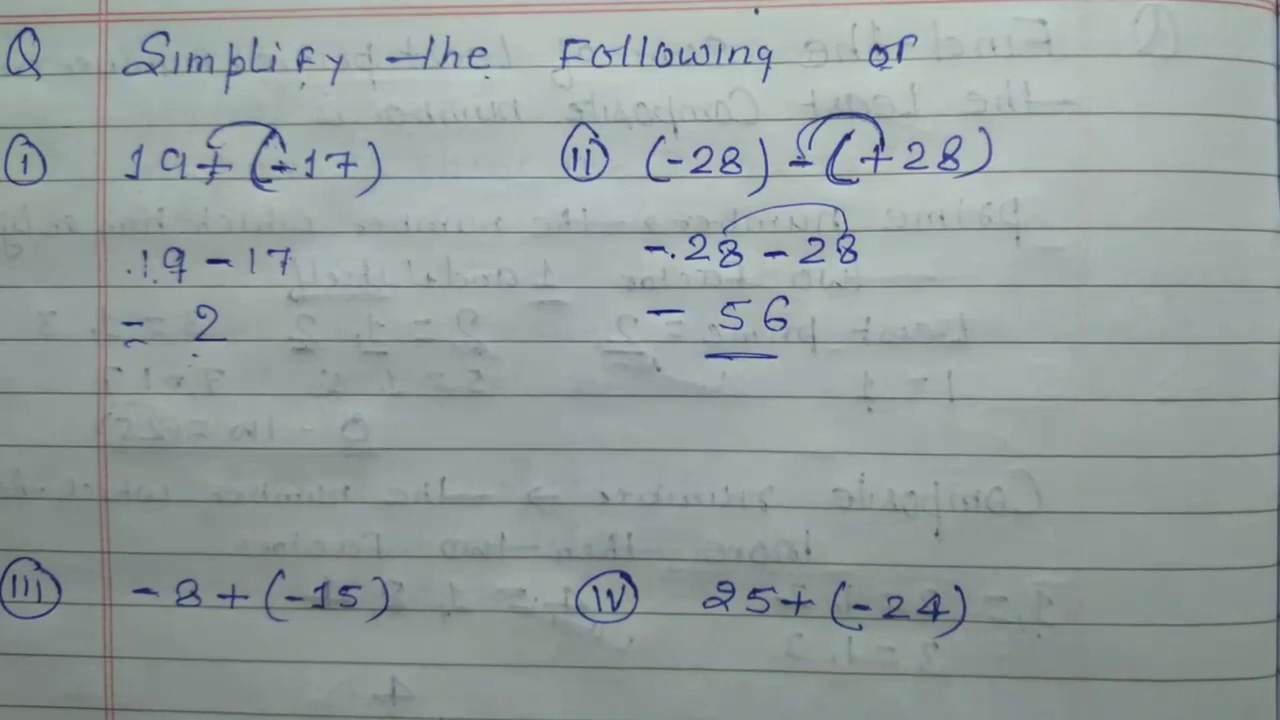 Q Simplify the Following or
(I) 19+(-17) (II) (-28)-(+28)
19-17 -28-28
= 2 -56
(III) -8+(-15) (IV) 25+(-24)